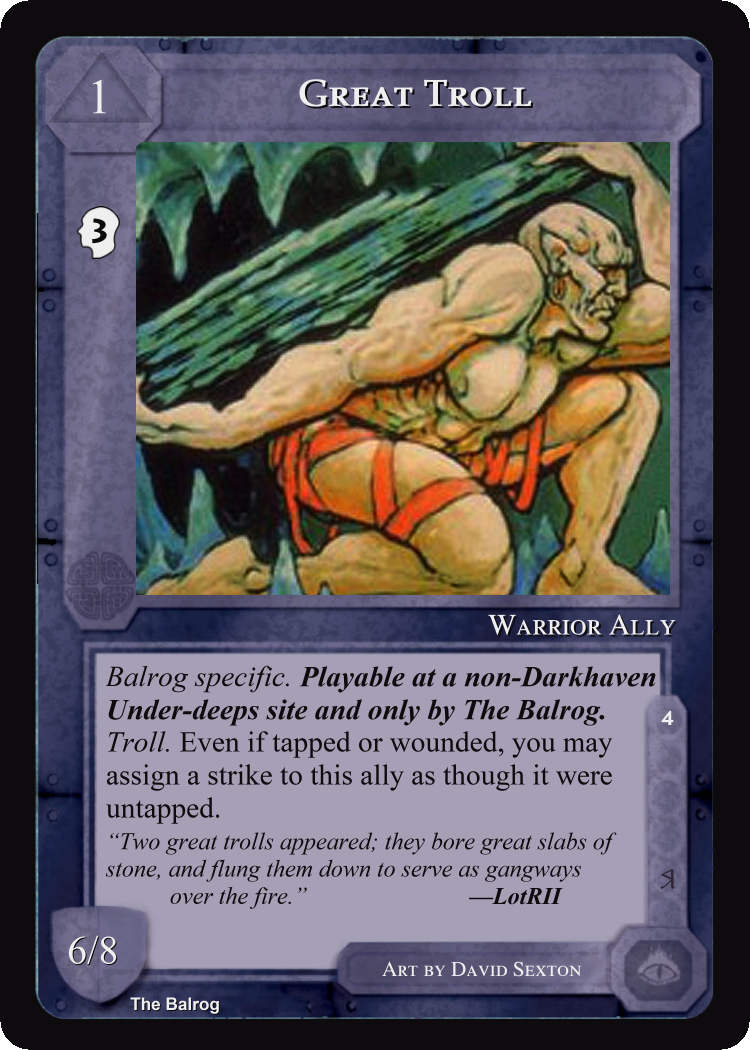 1
GREAT TROLL
3
WARRIOR ALLY
Balrog specific. Playable at a non-Darkhaven
Under-deeps site and only by The Balrog.
Troll. Even if tapped or wounded, you may
assign a strike to this ally as though it were
untapped.
4
“Two great trolls appeared; they bore great slabs of
stone, and flung them down to serve as gangways
over the fire.” —LotRII
6/8
ART BY DAVID SEXTON
The Balrog